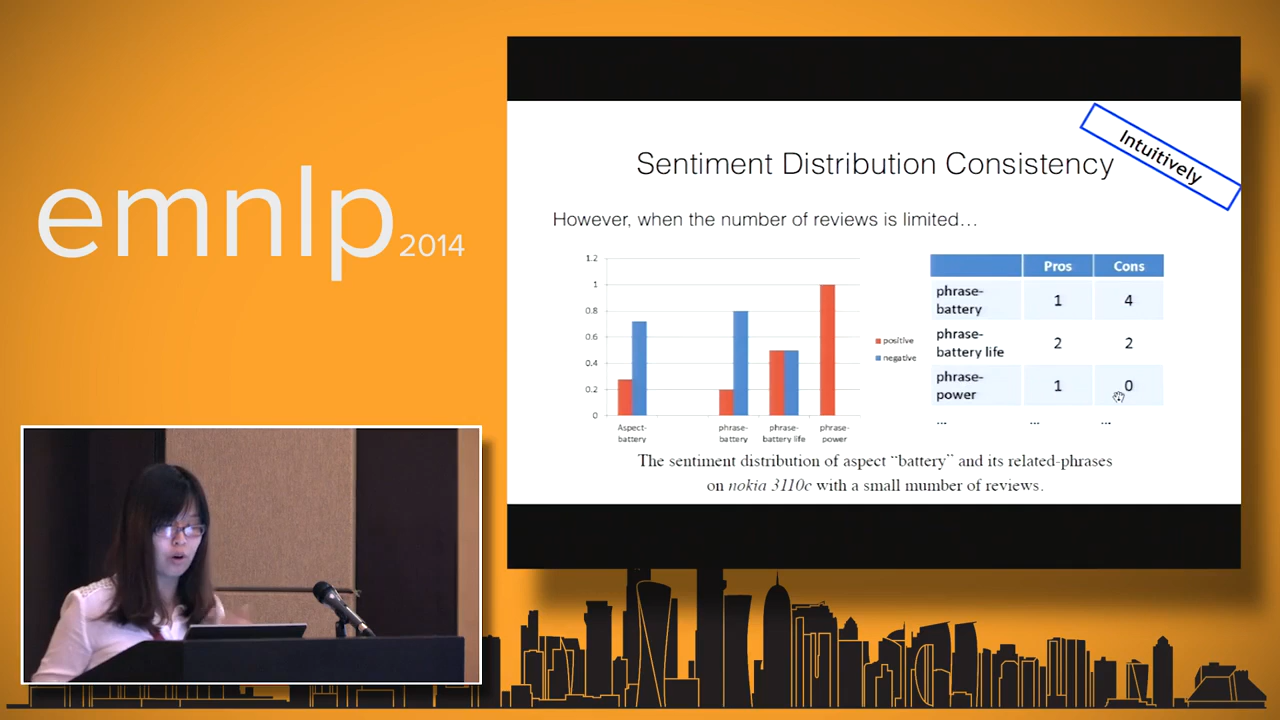 emnlp 2014
Intuitively
Sentiment Distribution Consistency
However, when the number of reviews is limited…
1.2
1
0.8
0.6
0.4
0.2
0
Aspect-
battery
phrase-
battery
phrase-
battery life
phrase-
power
positive
negative
Pros Cons
phrase-
battery 1 4
phrase-
battery life 2 2
phrase-
power 1 0
... ... ...
The sentiment distribution of aspect “battery” and its related-phrases
on nokia 3110c with a small mumber of reviews.